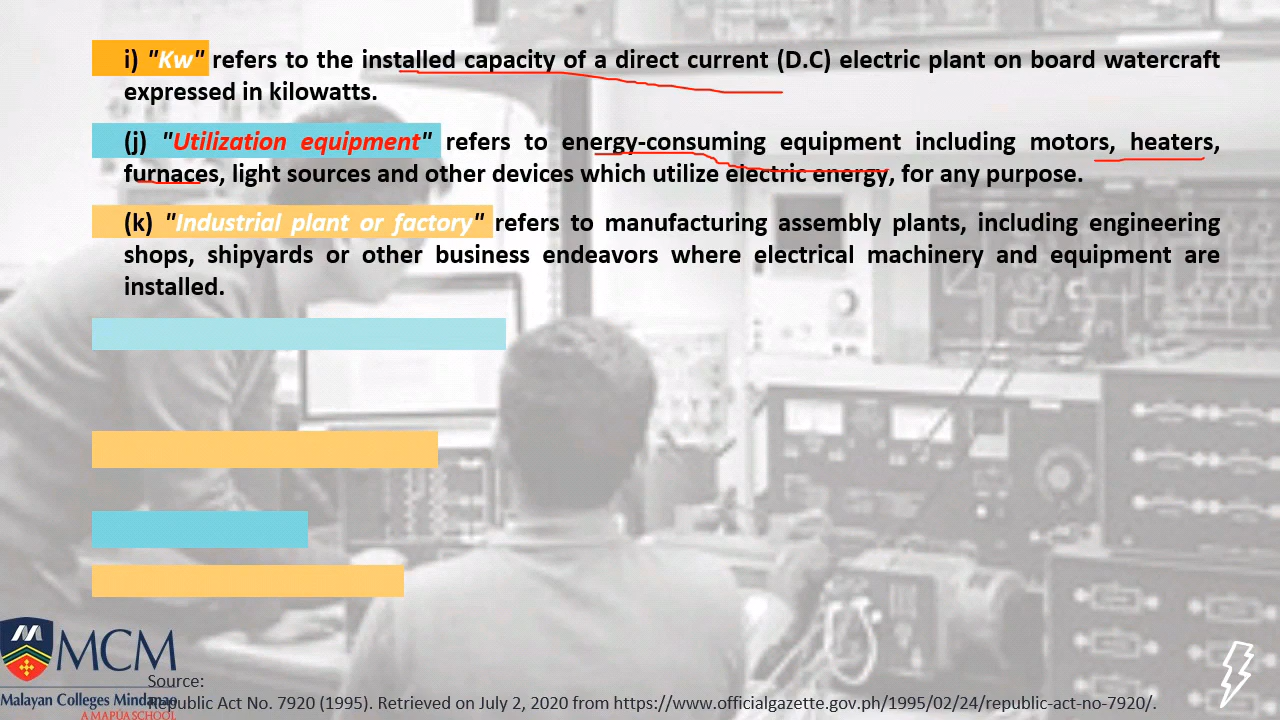 i) "Kw" refers to the installed capacity of a direct current (D.C) electric plant on board watercraft
expressed in kilowatts.
(j) "Utilization equipment" refers to energy-consuming equipment including motors, heaters,
furnaces, light sources and other devices which utilize electric energy, for any purpose.
(k) "Industrial plant or factory" refers to manufacturing assembly plants, including engineering
shops, shipyards or other business endeavors where electrical machinery and equipment are
installed.
MCM
Malayan Colleges Mindanao
A MAPÚA SCHOOL
Source:
Republic Act No. 7920 (1995). Retrieved on July 2, 2020 from https://www.officialgazette.gov.ph/1995/02/24/republic-act-no-7920/.